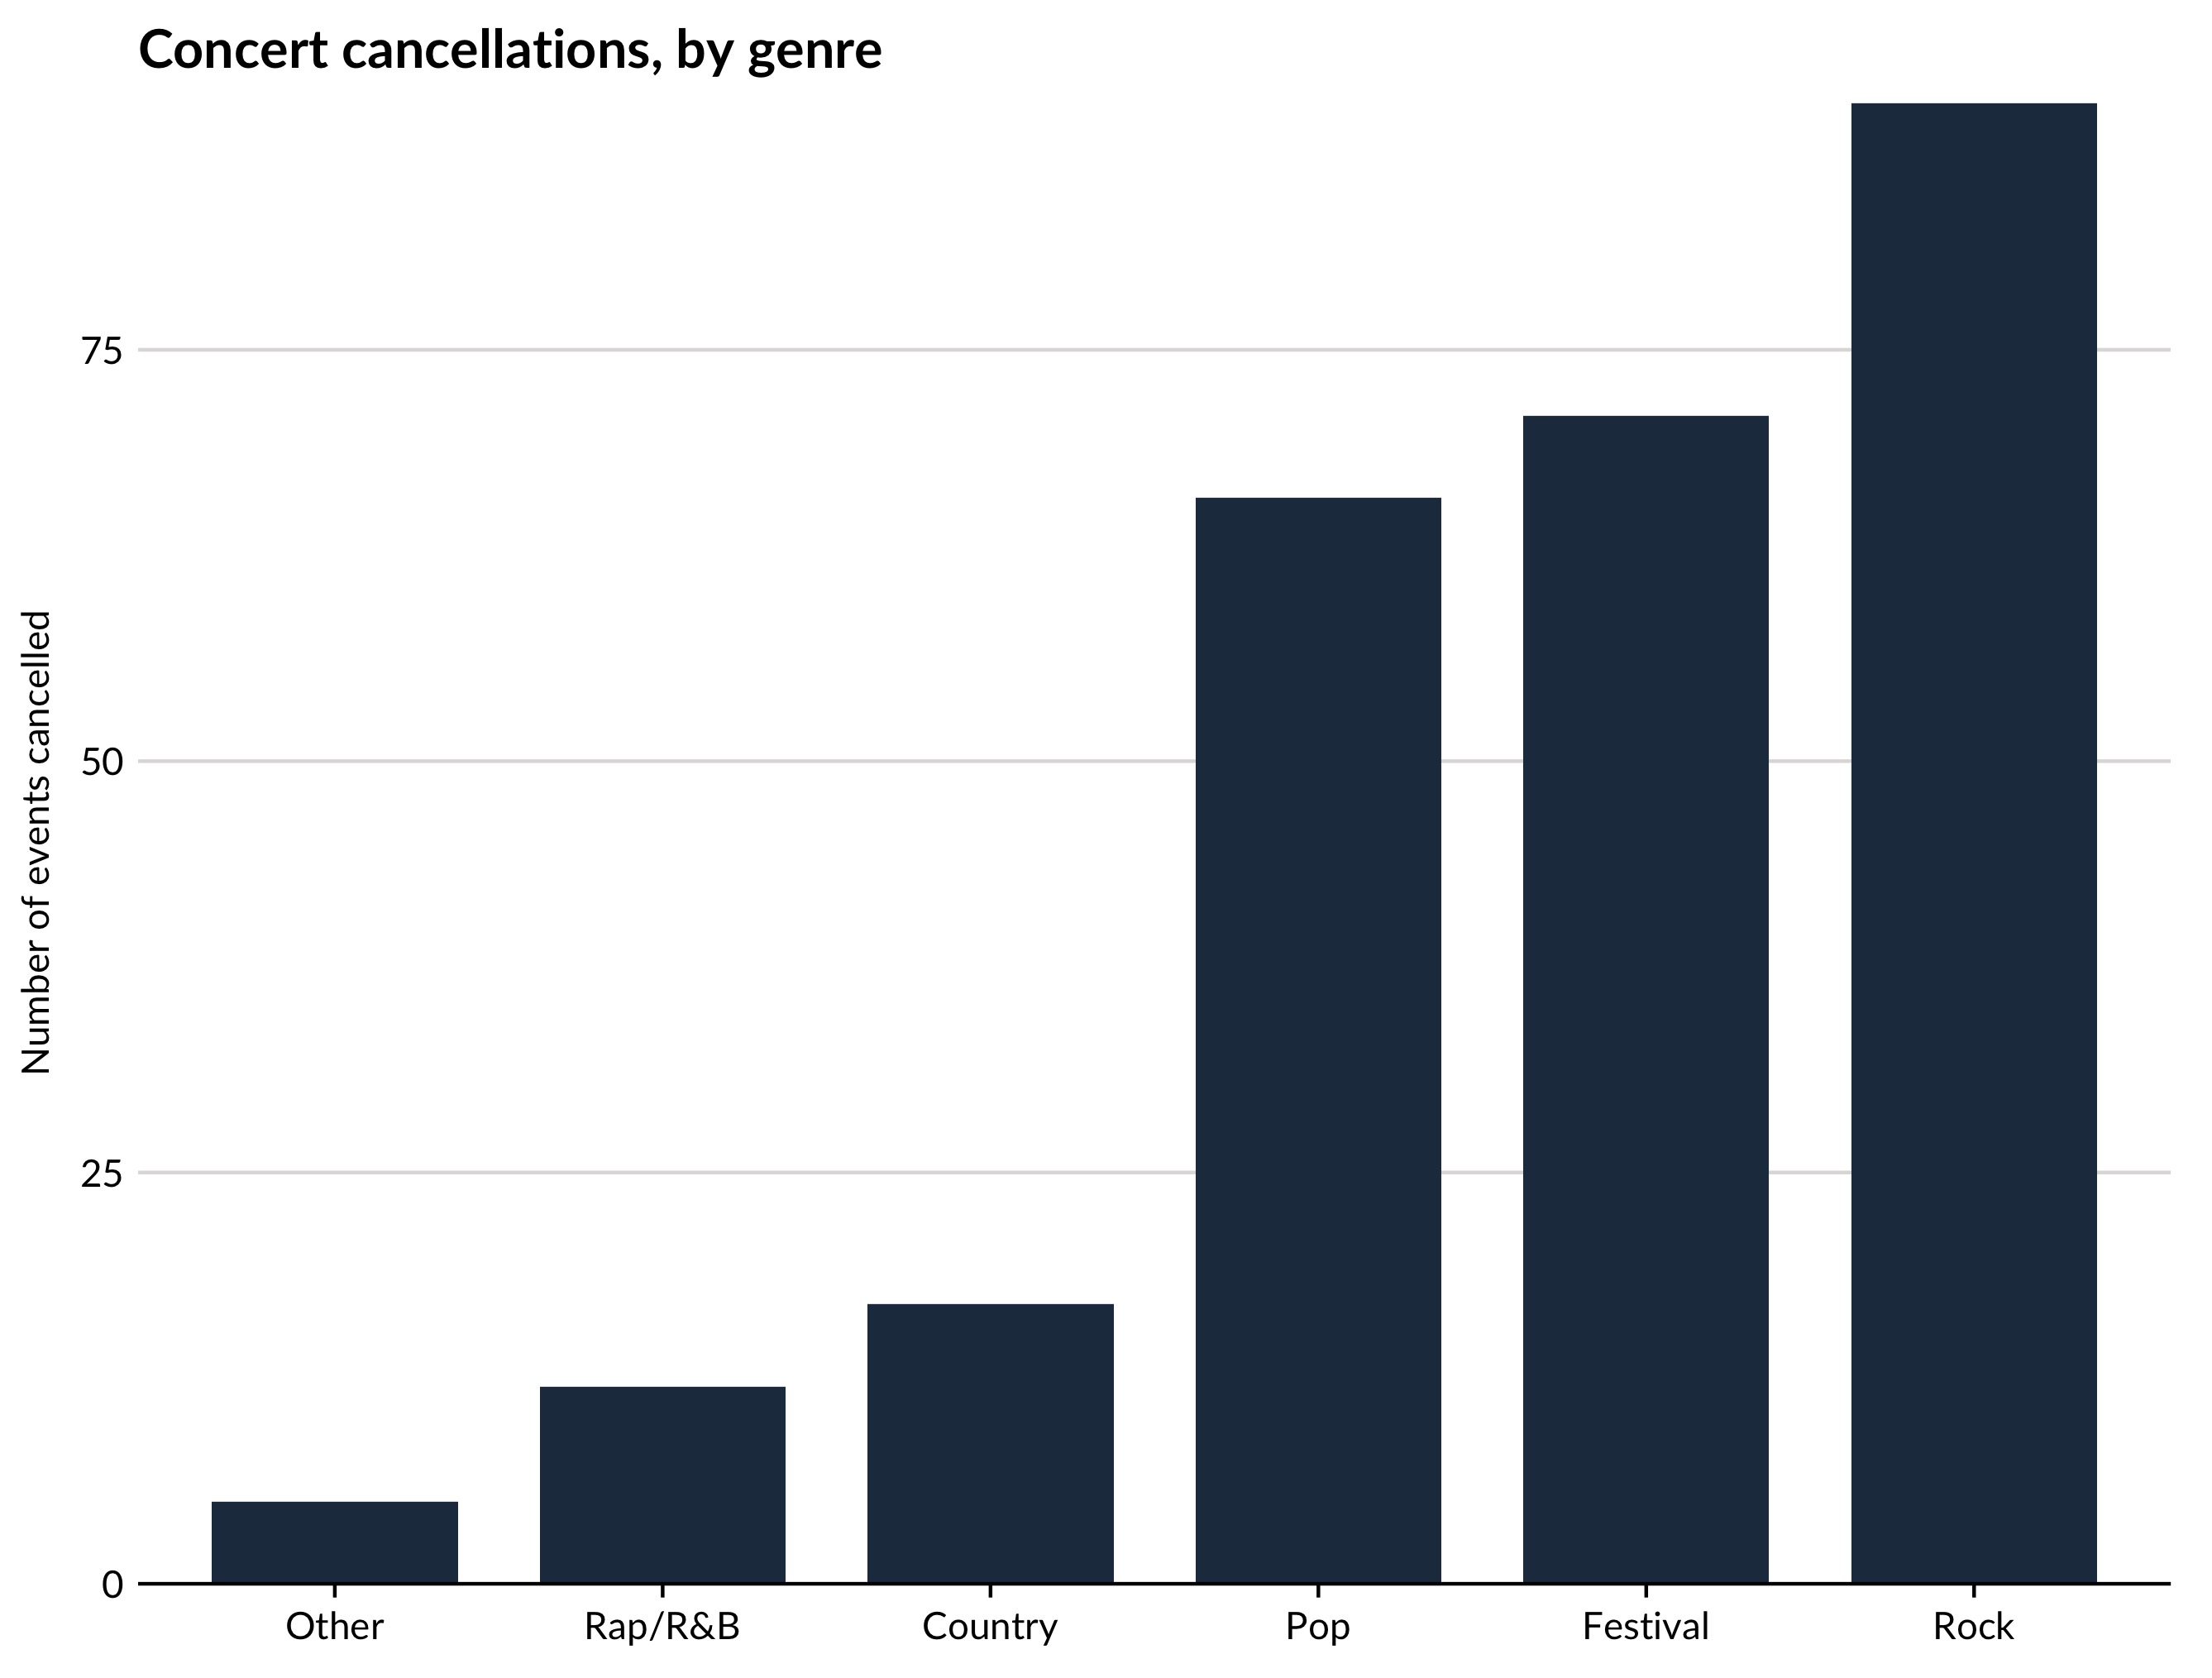 Concert cancellations, by genre
Number of events cancelled
75
50
25
0
Other
Rap/R&B
Country
Pop
Festival
Rock